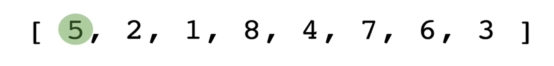 [ 5, 2, 1, 8, 4, 7, 6, 3 ]